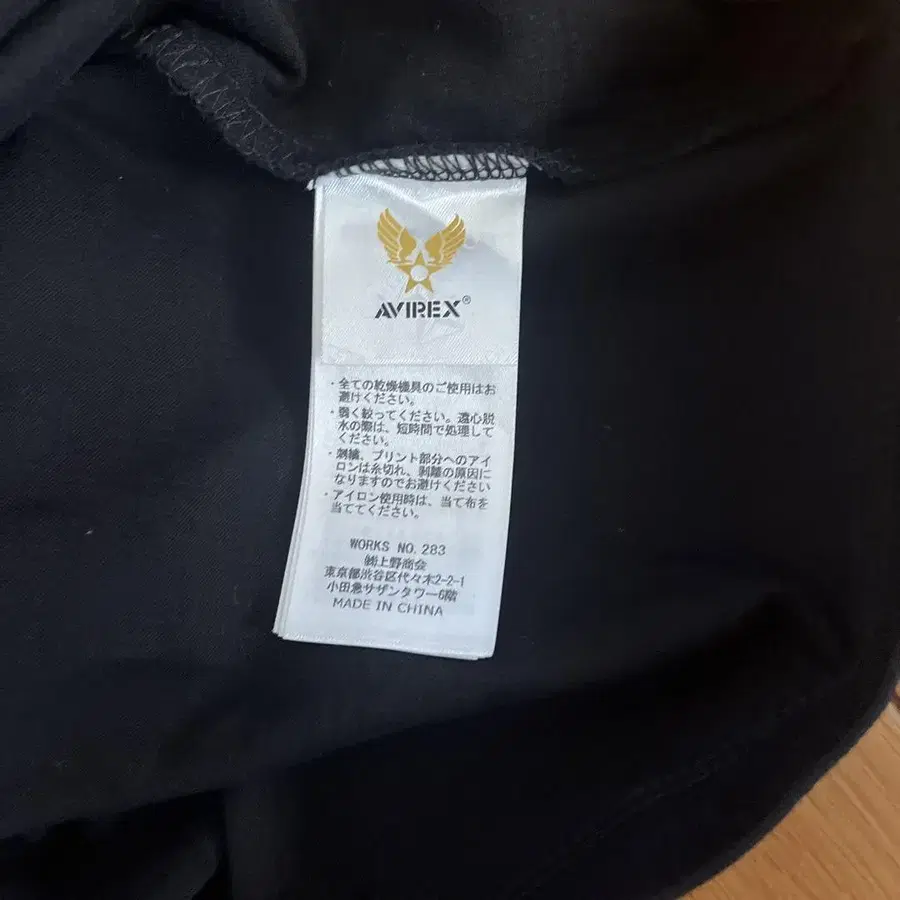 AVIREX®
・全ての乾燥機具のご使用はお
避けください。
・弱く絞ってください。遠心脱
水の際は、短時間で処理して
ください。
・刺繍、プリント部分へのアイ
ロンは糸切れ、剥離の原因に
なりますのでお避けください
・アイロン使用時は、当て布を
当ててください。
WORKS NO. 283
㈱上野商会
東京都渋谷区代々木2-2-1
小田急サザンタワー6階
MADE IN CHINA